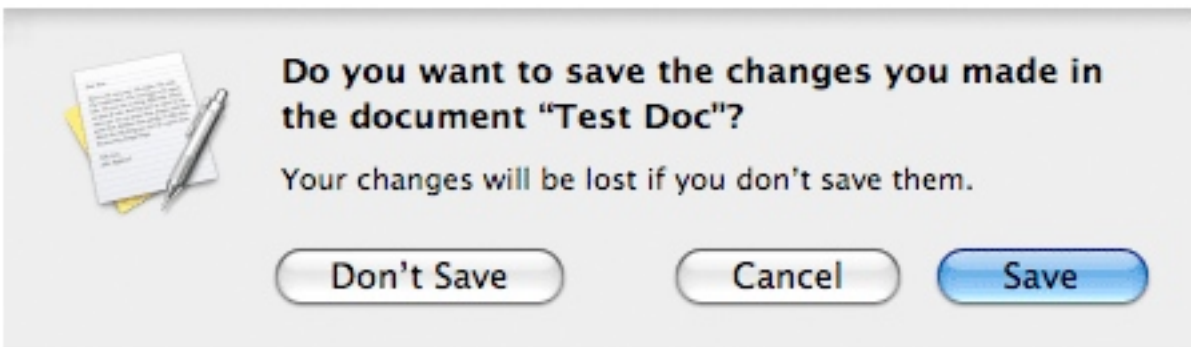 Do you want to save the changes you made in
the document “Test Doc"?
Your changes will be lost if you don’t save them.
Don’t Save
Cancel
Save